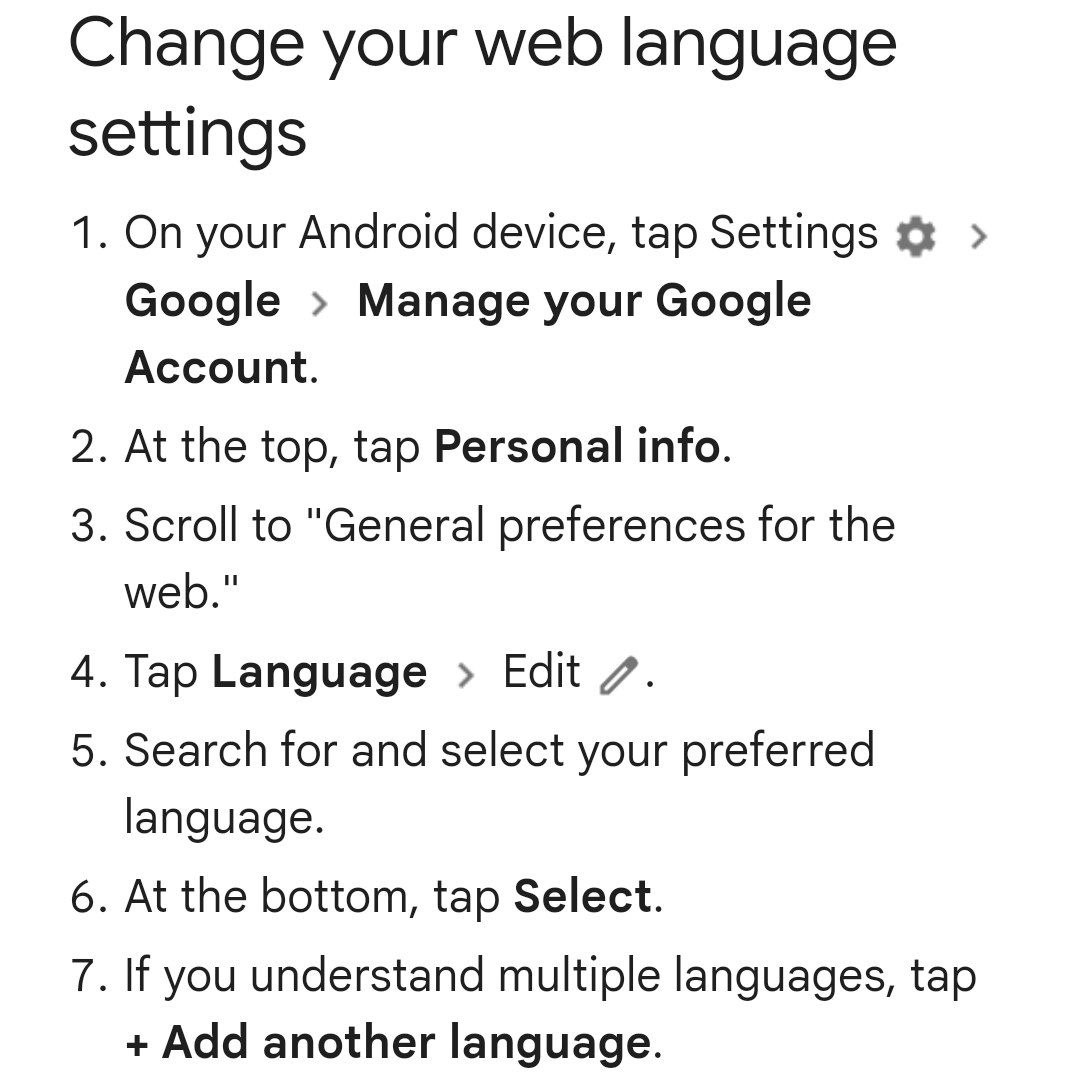 Change your web language
settings
1. On your Android device, tap Settings >
Google > Manage your Google
Account.
2. At the top, tap Personal info.
3. Scroll to "General preferences for the
web."
4. Tap Language > Edit .
5. Search for and select your preferred
language.
6. At the bottom, tap Select.
7. If you understand multiple languages, tap
+ Add another language.